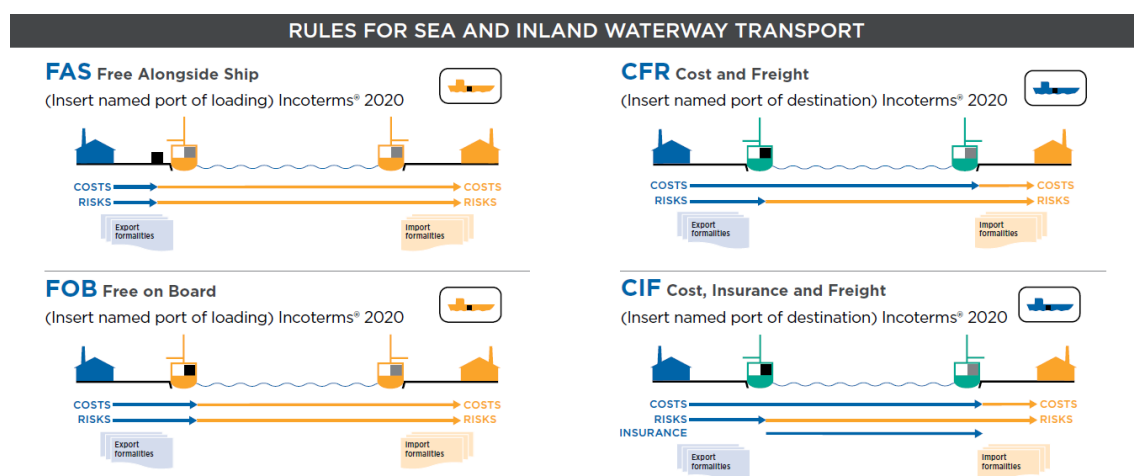 RULES FOR SEA AND INLAND WATERWAY TRANSPORT
FAS Free Alongside Ship
(Insert named port of loading) Incoterms® 2020
COSTS COSTS
RISKS RISKS
Export
formalities
Import
formalities
FOB Free on Board
(Insert named port of loading) Incoterms® 2020
COSTS COSTS
RISKS RISKS
Export
formalities
Import
formalities
CFR Cost and Freight
(Insert named port of destination) Incoterms® 2020
COSTS COSTS
RISKS RISKS
Export
formalities
Import
formalities
CIF Cost, Insurance and Freight
(Insert named port of destination) Incoterms® 2020
COSTS COSTS
RISKS RISKS
INSURANCE
Export
formalities
Import
formalities